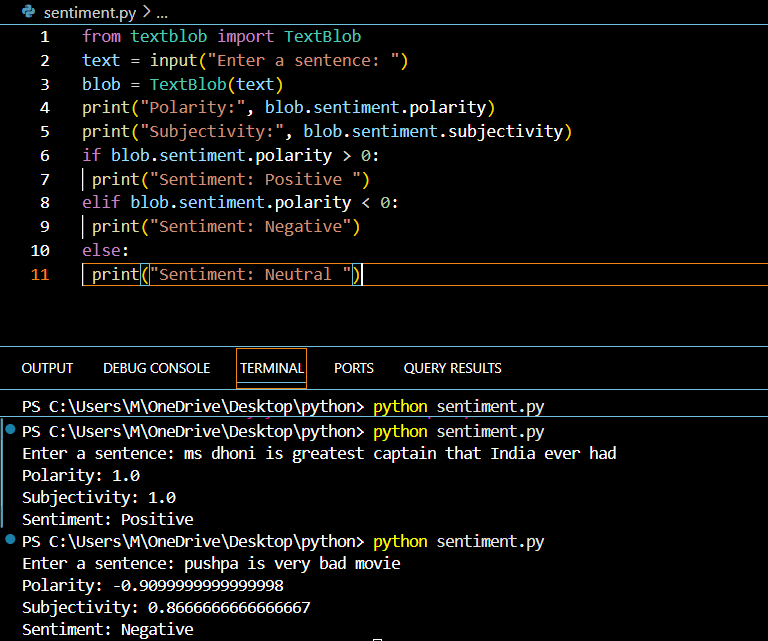 sentiment.py > ...
1 from textblob import TextBlob
2 text = input("Enter a sentence: ")
3 blob = TextBlob(text)
4 print("Polarity:", blob.sentiment.polarity)
5 print("Subjectivity:", blob.sentiment.subjectivity)
6 if blob.sentiment.polarity > 0:
7 print("Sentiment: Positive ")
8 elif blob.sentiment.polarity < 0:
9 print("Sentiment: Negative")
10 else:
11 print("Sentiment: Neutral ")
OUTPUT DEBUG CONSOLE TERMINAL PORTS QUERY RESULTS
PS C:\Users\M\OneDrive\Desktop\python> python sentiment.py
PS C:\Users\M\OneDrive\Desktop\python> python sentiment.py
Enter a sentence: ms dhoni is greatest captain that India ever had
Polarity: 1.0
Subjectivity: 1.0
Sentiment: Positive
PS C:\Users\M\OneDrive\Desktop\python> python sentiment.py
Enter a sentence: pushpa is very bad movie
Polarity: -0.9099999999999998
Subjectivity: 0.8666666666666667
Sentiment: Negative